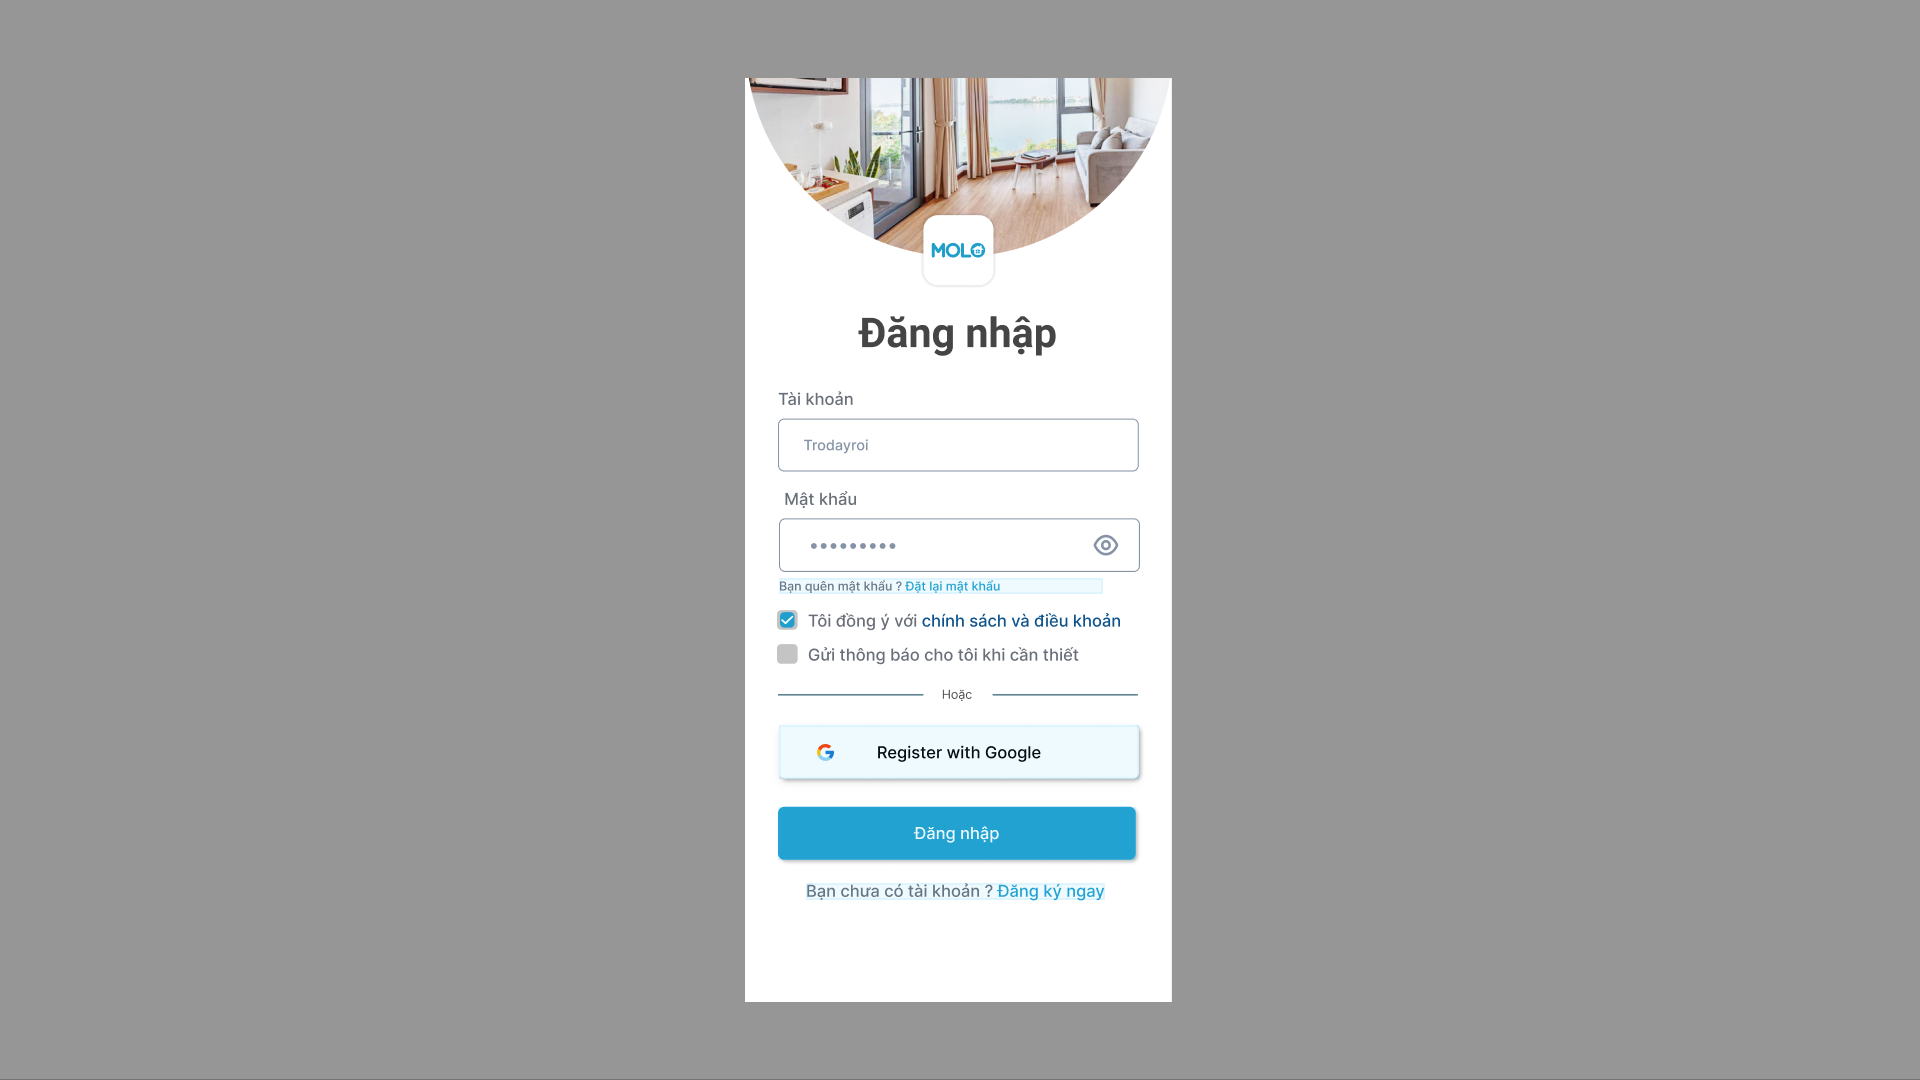 MOLO
Đăng nhập
Tài khoản
Trodayroi
Mật khẩu
•••••••••
Bạn quên mật khẩu ? Đặt lại mật khẩu
Tôi đồng ý với chính sách và điều khoản
Gửi thông báo cho tôi khi cần thiết
Hoặc
Register with Google
Đăng nhập
Bạn chưa có tài khoản ? Đăng ký ngay